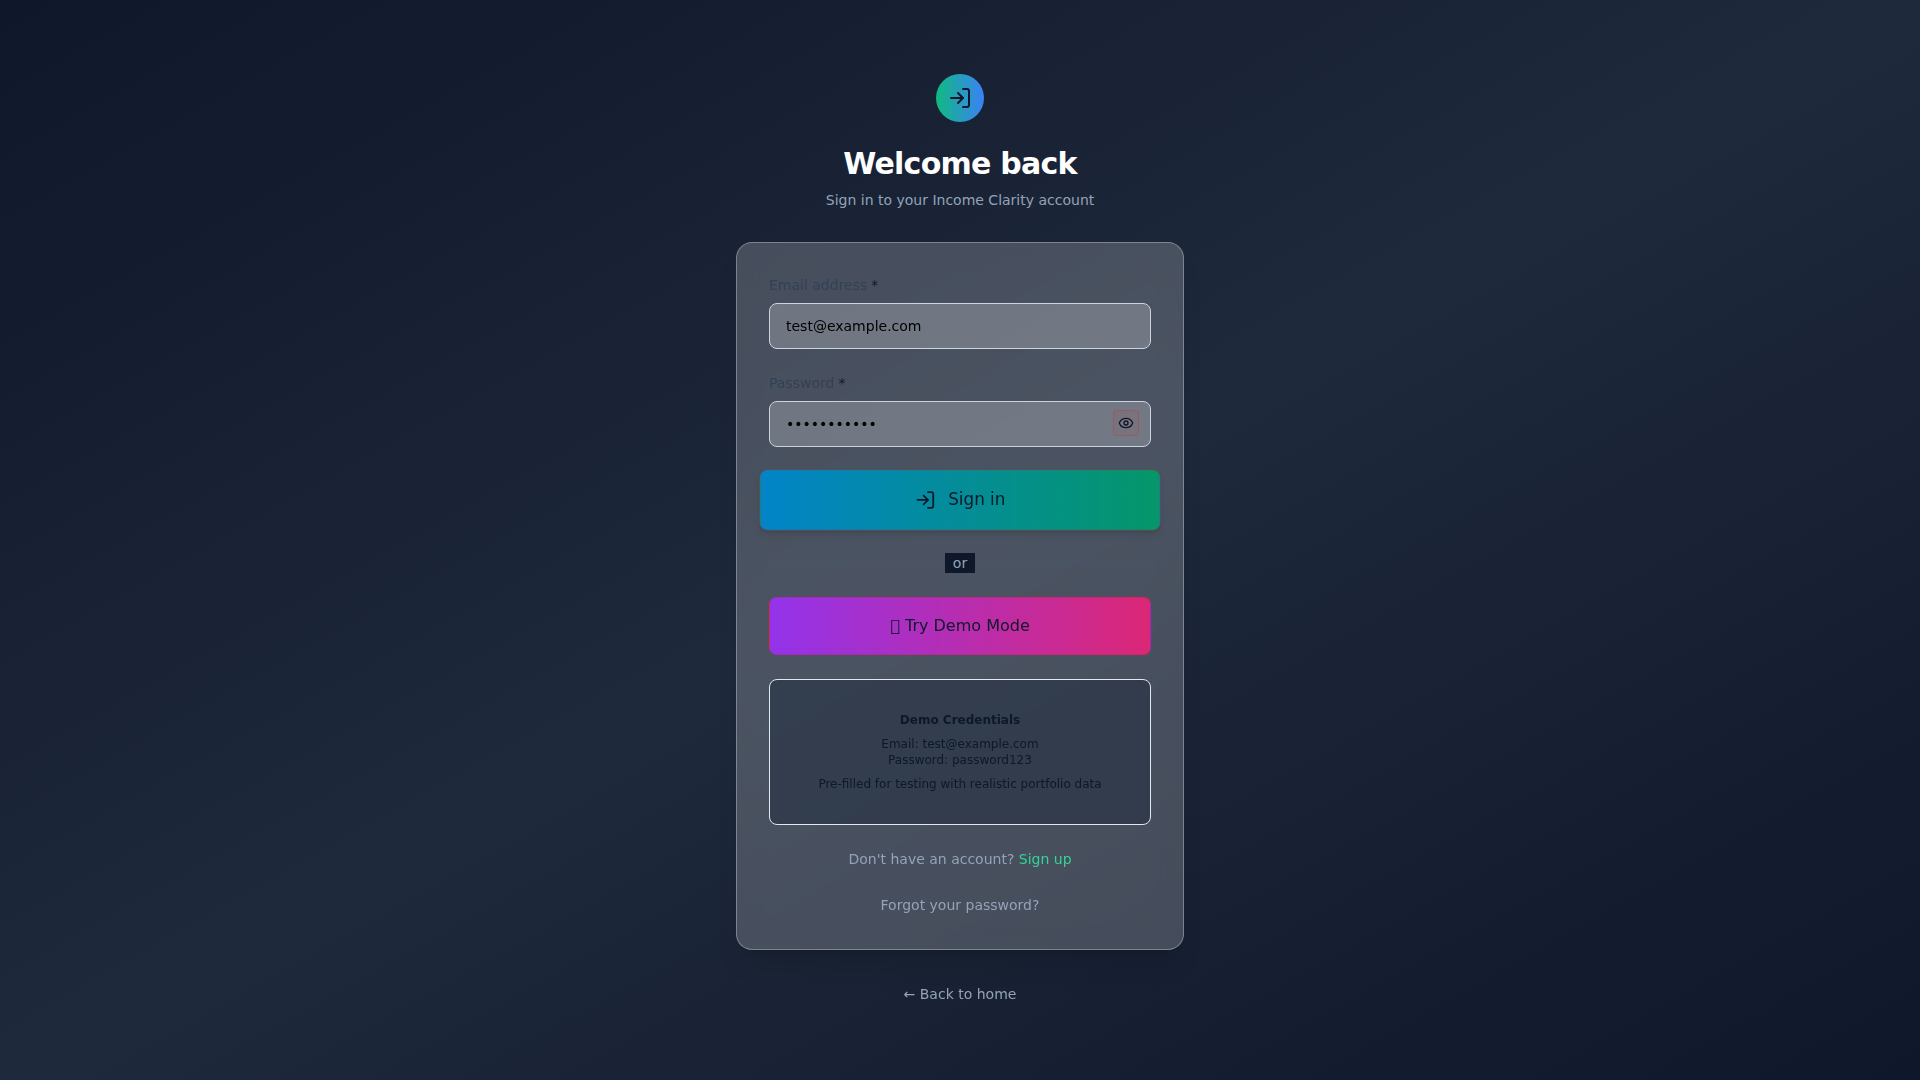 Welcome back
Sign in to your Income Clarity account
Email address *
test@example.com
Password *
•••••••••••
Sign in
or
Try Demo Mode
Demo Credentials
Email: test@example.com
Password: password123
Pre-filled for testing with realistic portfolio data
Don't have an account? Sign up
Forgot your password?
← Back to home